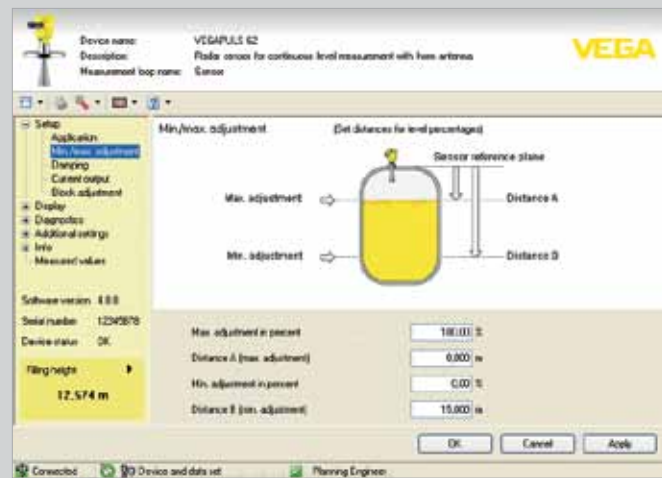 Device name: VEGAPULS 62
Description: Radar sensor for continuous level measurement with horn antenna
Measurement loop name: Sensor
VEGA
Setup
Application
Min./max. adjustment
Damping
Current output
Block adjustment
Display
Diagnostics
Additional settings
Info
Measured values
Software version 4.0.0
Serial number 12345678
Device status OK
Filling height
12.574 m
Min./max. adjustment (Set distances for level percentages)
Sensor reference plane
Max. adjustment
Distance A
Min. adjustment
Distance B
Max. adjustment in percent 100.00 %
Distance A (max. adjustment) 0,000 m
Min. adjustment in percent 0,00 %
Distance B (min. adjustment) 15,000 m
OK Cancel Apply
Connected Device and data set Planning Engineer